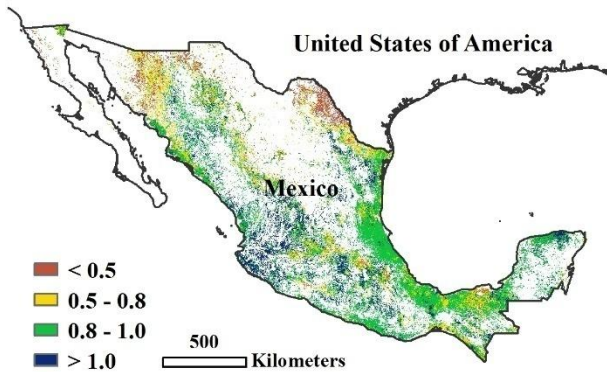 United States of America
Mexico
< 0.5
0.5 - 0.8
0.8 - 1.0
> 1.0
500
Kilometers